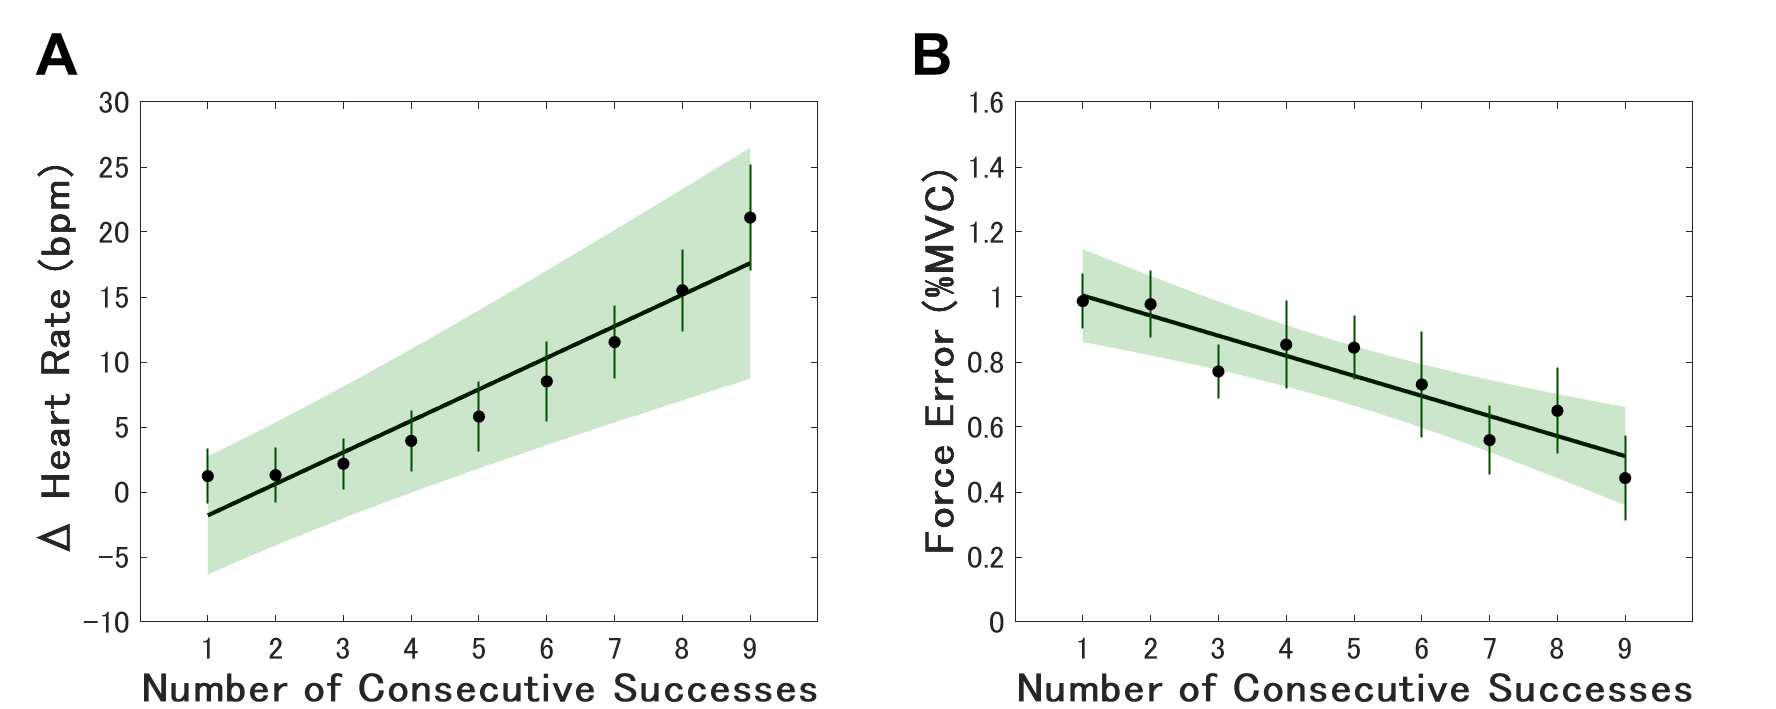 A
B
30
25
20
15
10
5
0
−5
−10
Δ Heart Rate (bpm)
1 2 3 4 5 6 7 8 9
Number of Consecutive Successes
1.6
1.4
1.2
1
0.8
0.6
0.4
0.2
0
Force Error (%MVC)
1 2 3 4 5 6 7 8 9
Number of Consecutive Successes